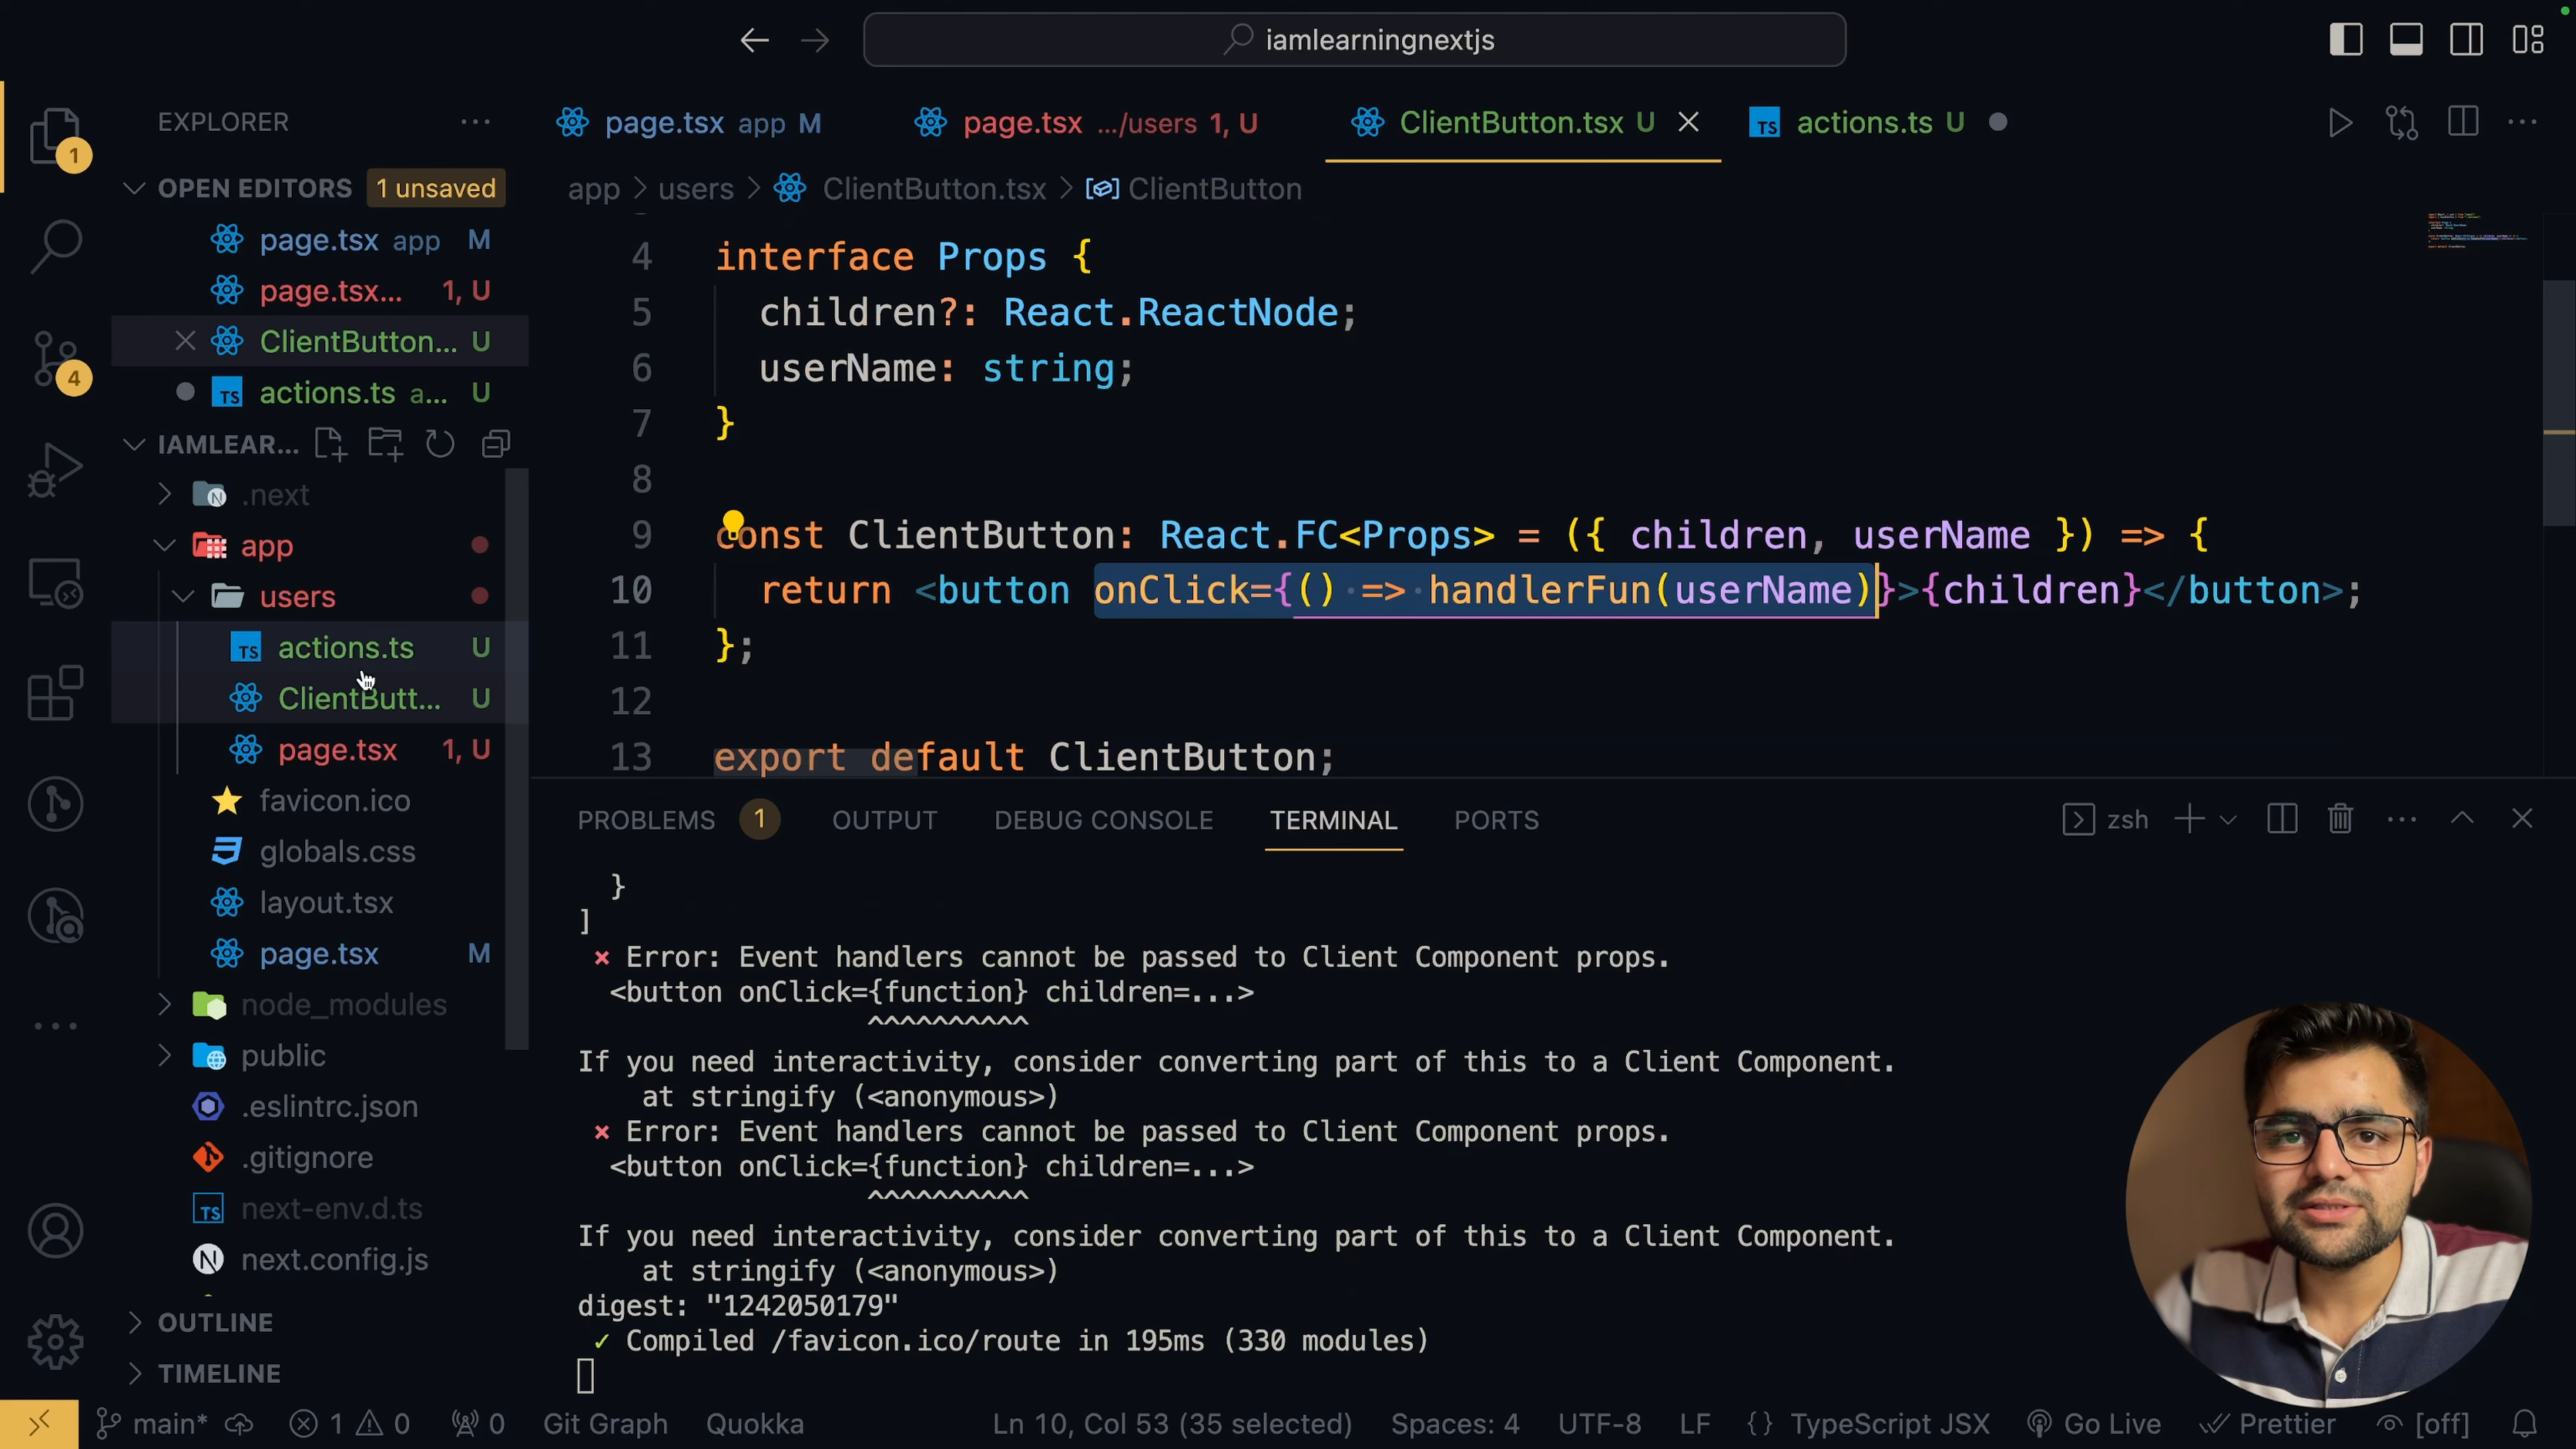 iamlearningnextjs
EXPLORER
1
OPEN EDITORS 1 unsaved
page.tsx app M
page.tsx... 1, U
ClientButton... U
TS actions.ts a... U
4
IAMLEAR...
N .next
app
users
TS actions.ts U
ClientButt... U
page.tsx 1, U
favicon.ico
globals.css
layout.tsx
page.tsx M
node_modules
public
.eslintrc.json
.gitignore
TS next-env.d.ts
N next.config.js
OUTLINE
TIMELINE
page.tsx app M
page.tsx .../users 1, U
ClientButton.tsx U
TS actions.ts U
app > users > ClientButton.tsx > ClientButton
4 interface Props {
5 children?: React.ReactNode;
6 userName: string;
7 }
8
9 const ClientButton: React.FC<Props> = ({ children, userName }) => {
10 return <button onClick={() => handlerFun(userName)}>{children}</button>;
11 };
12
13 export default ClientButton;
PROBLEMS 1 OUTPUT DEBUG CONSOLE TERMINAL PORTS
zsh
}
]
× Error: Event handlers cannot be passed to Client Component props.
<button onClick={function} children=...>
^^^^^^^^^^
If you need interactivity, consider converting part of this to a Client Component.
at stringify (<anonymous>)
× Error: Event handlers cannot be passed to Client Component props.
<button onClick={function} children=...>
^^^^^^^^^^
If you need interactivity, consider converting part of this to a Client Component.
at stringify (<anonymous>)
digest: "1242050179"
✓ Compiled /favicon.ico/route in 195ms (330 modules)
main* 1 0 0 Git Graph Quokka Ln 10, Col 53 (35 selected) Spaces: 4 UTF-8 LF {} TypeScript JSX Go Live Prettier [off]